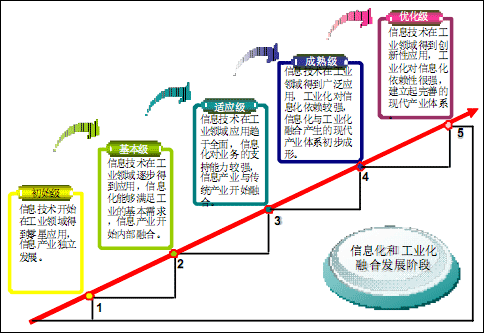 初始级
信息技术开始
在工业领域得
到零星应用，
信息产业独立
发展。
基本级
信息技术在工
业领域逐步得
到应用，信息
化能够满足工
业的基本需求
，信息产业开
始内部融合。
适应级
信息技术在工
业领域应用趋
于全面，信息
化对业务的支
持能力较强，
信息产业与传
统产业开始融
合。
成熟级
信息技术在工业
领域得到广泛应
用，工业化对信
息化依赖较强，
信息化与工业化
融合产生的现代
产业体系初步成
形。
优化级
信息技术在工
业领域得到创
新性应用，工
业化对信息化
依赖性很强，
建立起完善的
现代产业体系
。
1
2
3
4
5
信息化和工业化
融合发展阶段